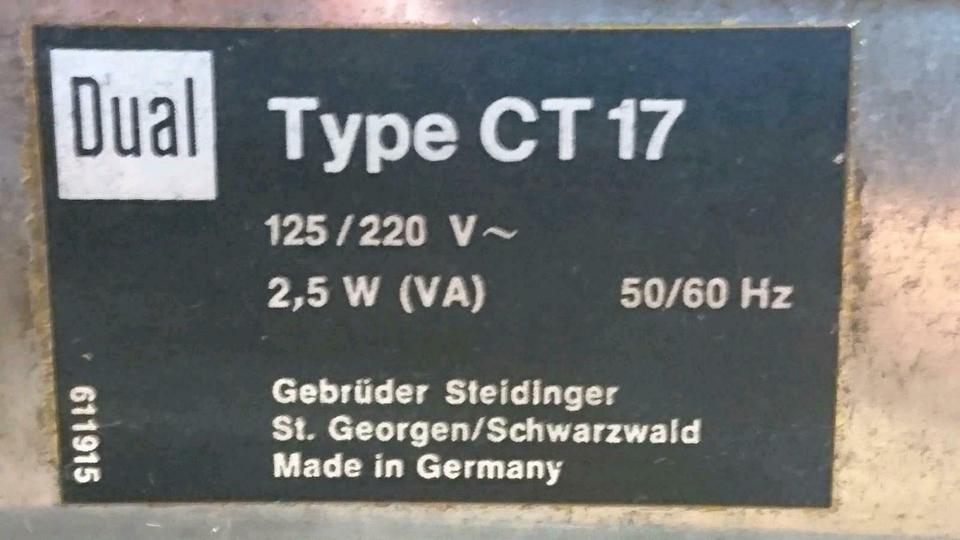 Dual
Type CT 17
125/220 V~
2,5 W (VA) 50/60 Hz
Gebrüder Steidinger
St. Georgen/Schwarzwald
Made in Germany
611915